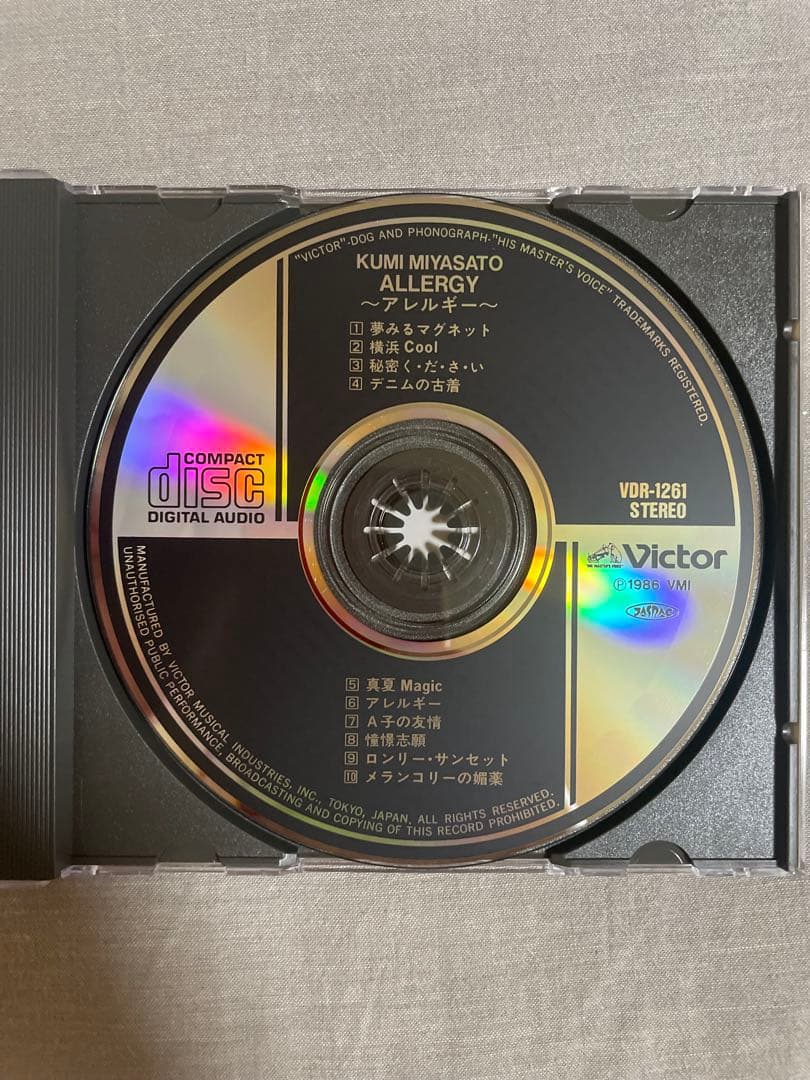 "VICTOR"-DOG AND PHONOGRAPH-"HIS MASTER'S VOICE" TRADEMARKS REGISTERED.
KUMI MIYASATO
ALLERGY
〜アレルギー〜
1 夢みるマグネット
2 横浜 Cool
3 秘密く・だ・さ・い
4 デニムの古着
COMPACT
disc
DIGITAL AUDIO
VDR-1261
STEREO
Victor
Ⓟ1986 VMI
JASRAC
5 真夏 Magic
6 アレルギー
7 A子の友情
8 憧憬志願
9 ロンリー・サンセット
10 メランコリーの媚薬
MANUFACTURED BY VICTOR MUSICAL INDUSTRIES, INC., TOKYO, JAPAN. ALL RIGHTS RESERVED.
UNAUTHORISED PUBLIC PERFORMANCE, BROADCASTING AND COPYING OF THIS RECORD PROHIBITED.